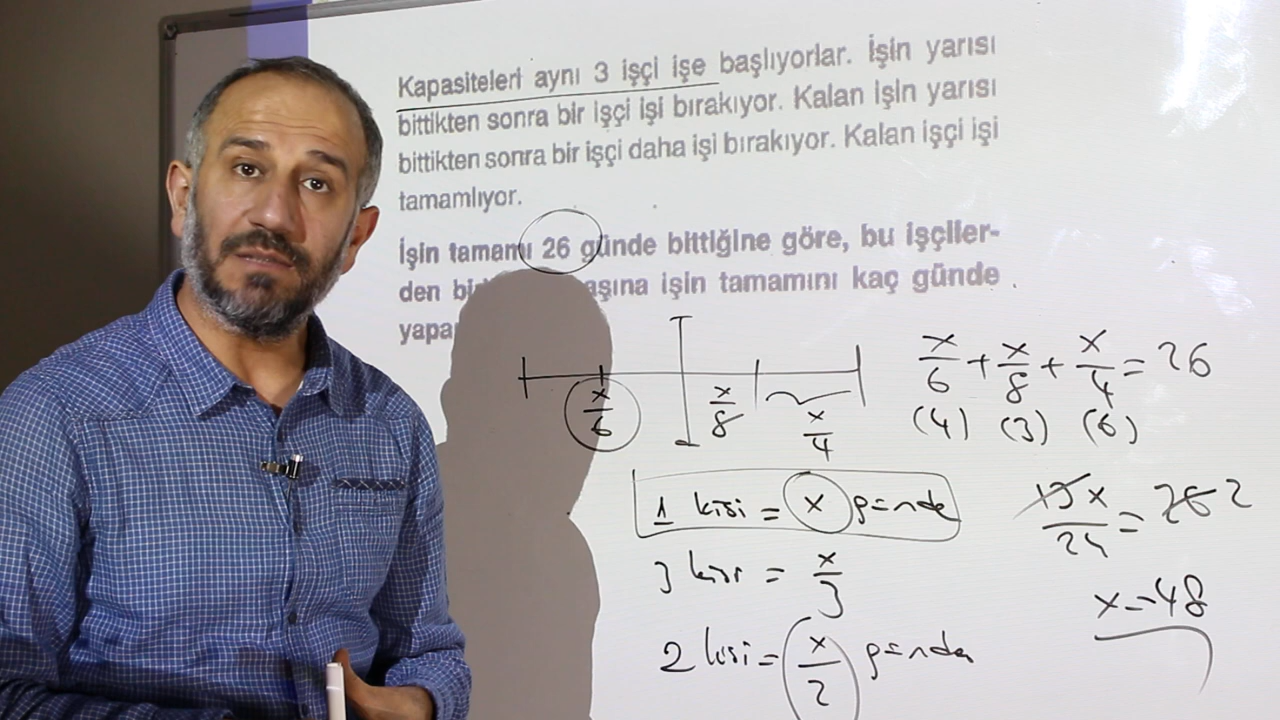 Kapasiteleri aynı 3 işçi işe başlıyorlar. İşin yarısı
bittikten sonra bir işçi işi bırakıyor. Kalan işin yarısı
bittikten sonra bir işçi daha işi bırakıyor. Kalan işçi işi
tamamlıyor.
İşin tamamı 26 günde bittiğine göre, bu işçiler-
den aşına işin tamamını kaç günde
yapa
x/6 x/8 x/4
x/6 + x/8 + x/4 = 26
(4) (3) (6)
1 kişi = x günde
13x/24 = 26 2
3 kişi = x/3
x = 48
2 kişi = x/2 günde